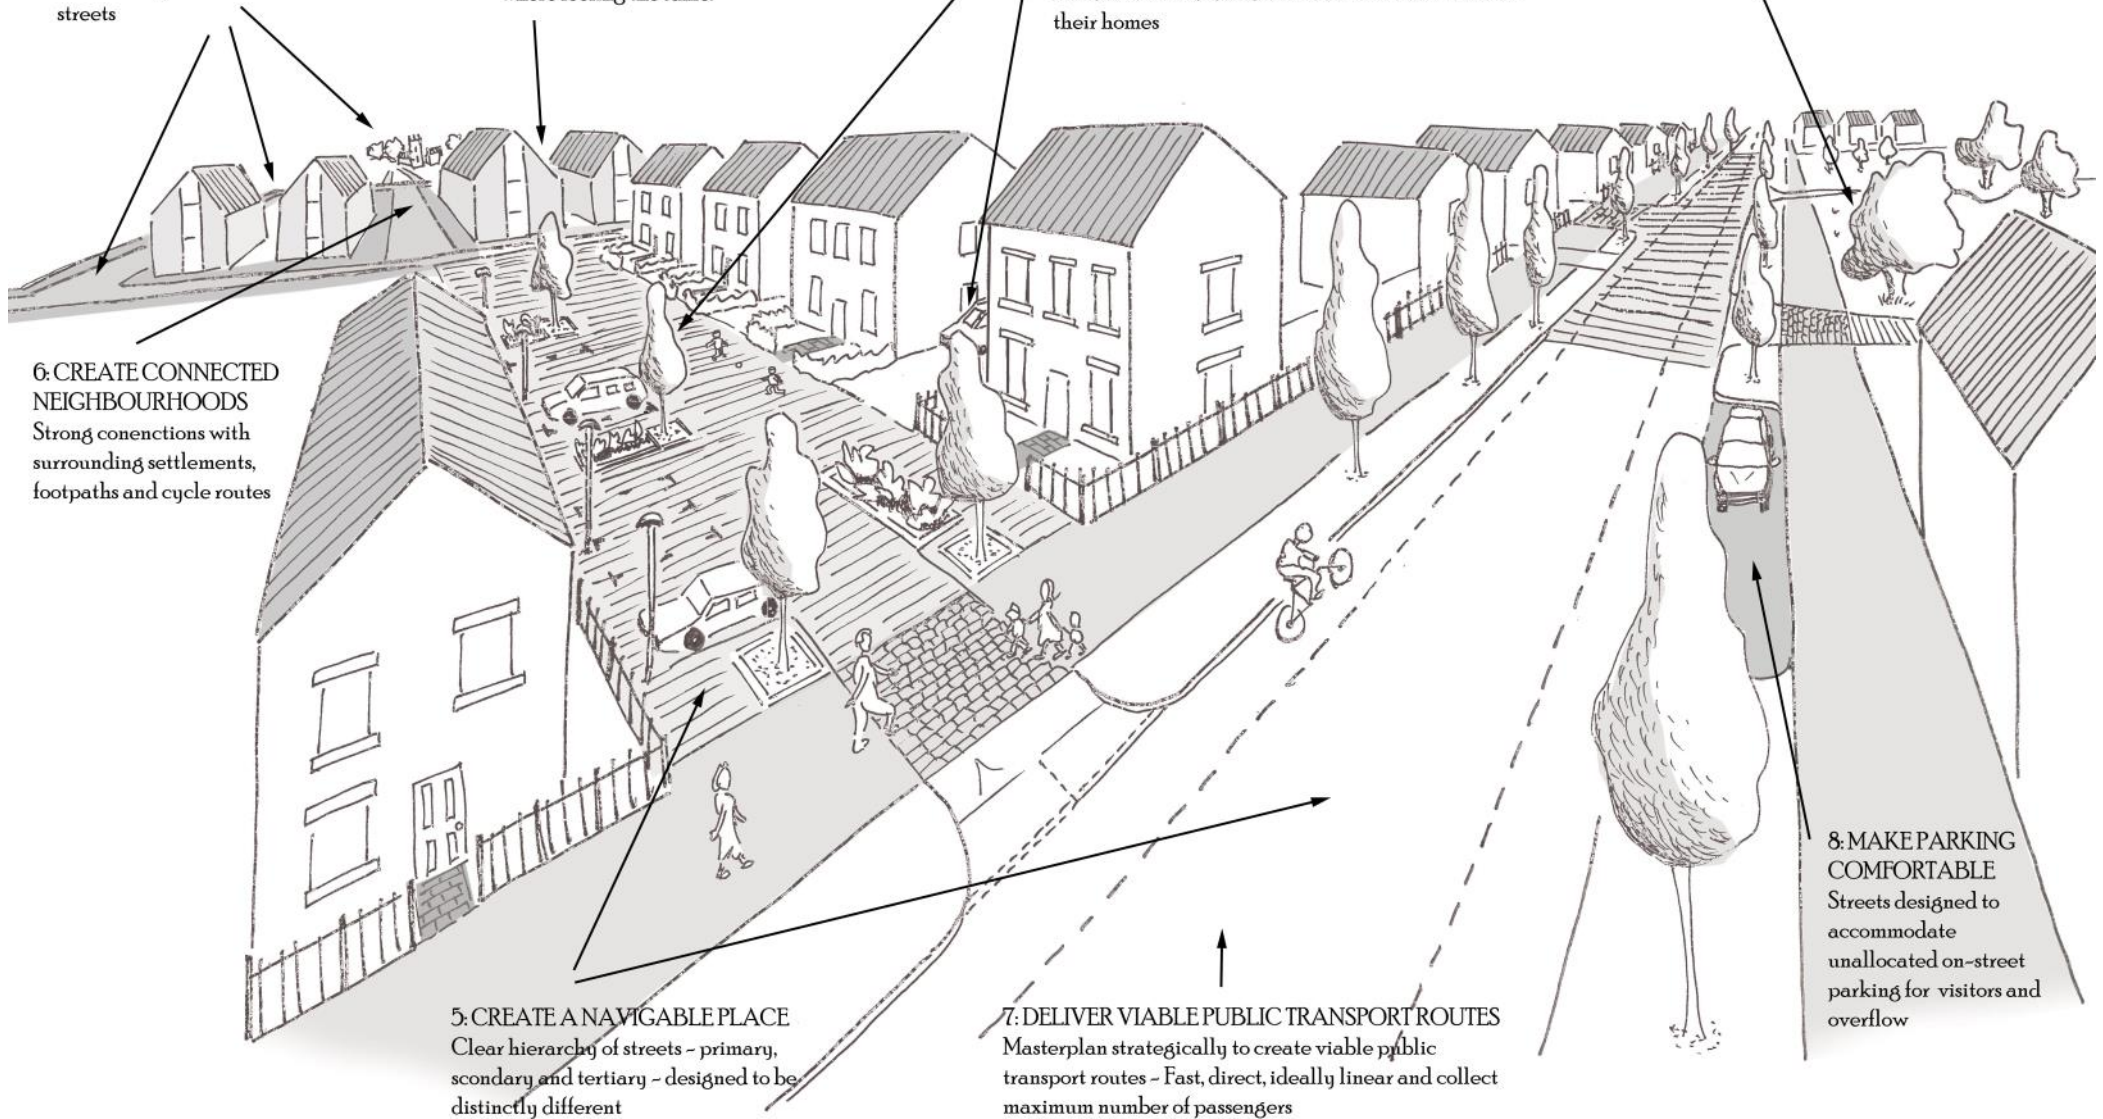 streets
their homes
6: CREATE CONNECTED
NEIGHBOURHOODS
Strong conenctions with
surrounding settlements,
footpaths and cycle routes
5: CREATE A NAVIGABLE PLACE
Clear hierarchy of streets - primary,
scondary and tertiary - designed to be
distinctly different
7: DELIVER VIABLE PUBLIC TRANSPORT ROUTES
Masterplan strategically to create viable public
transport routes - Fast, direct, ideally linear and collect
maximum number of passengers
8: MAKE PARKING
COMFORTABLE
Streets designed to
accommodate
unallocated on-street
parking for visitors and
overflow